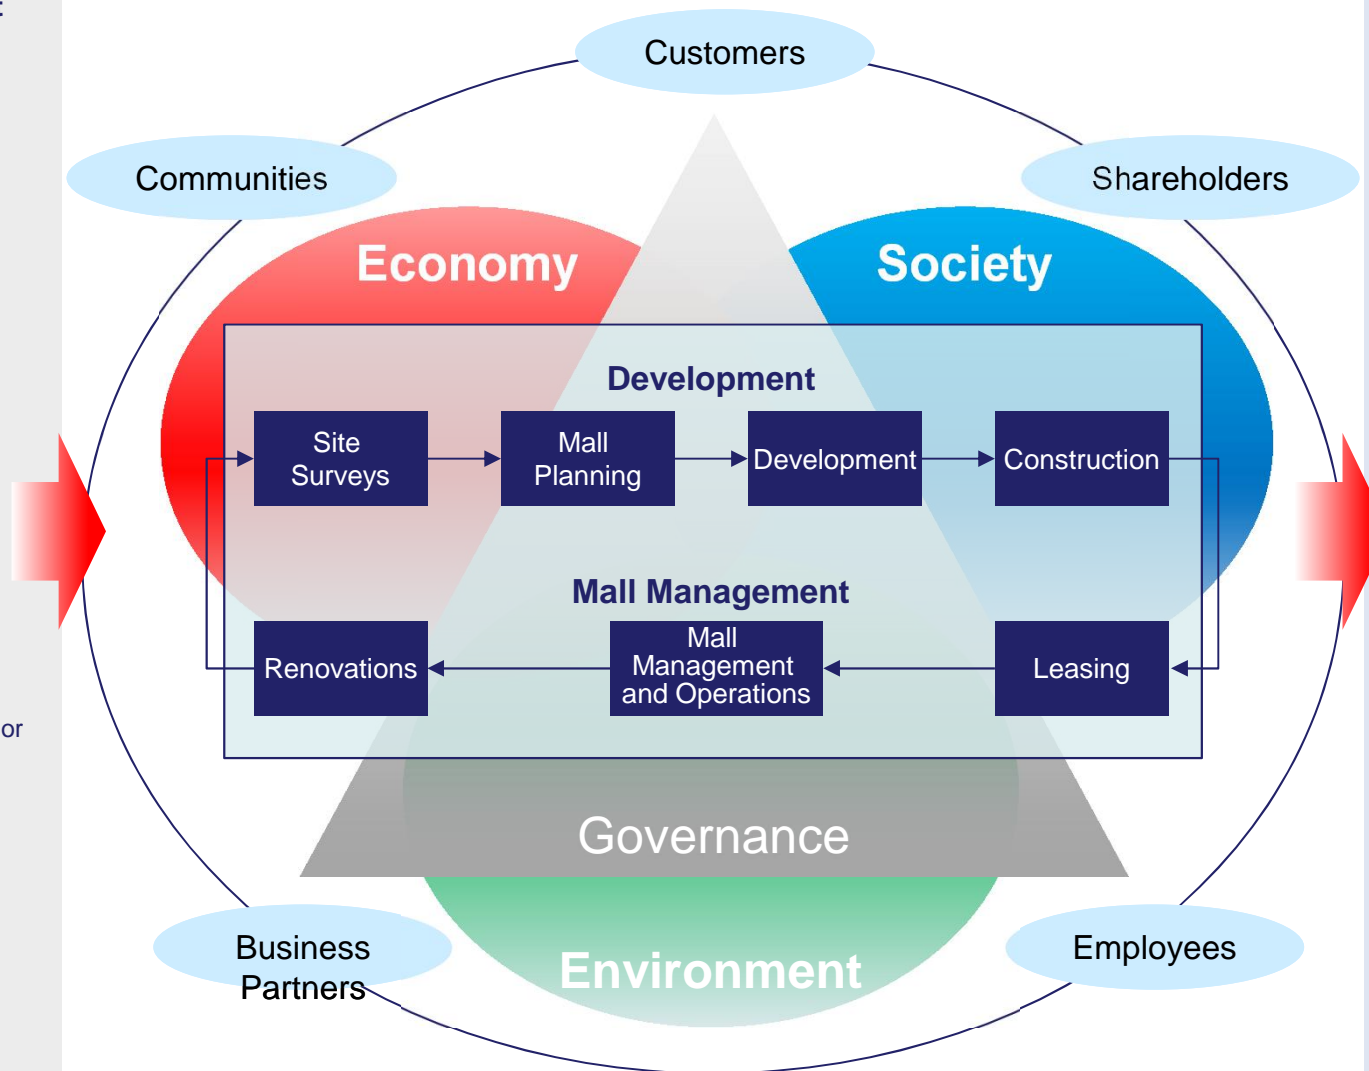 :
Customers
Communities
Shareholders
Economy
Society
Development
Site
Surveys
Mall
Planning
Development
Construction
Mall Management
Renovations
Mall
Management
and Operations
Leasing
or
Governance
Business
Partners
Employees
Environment